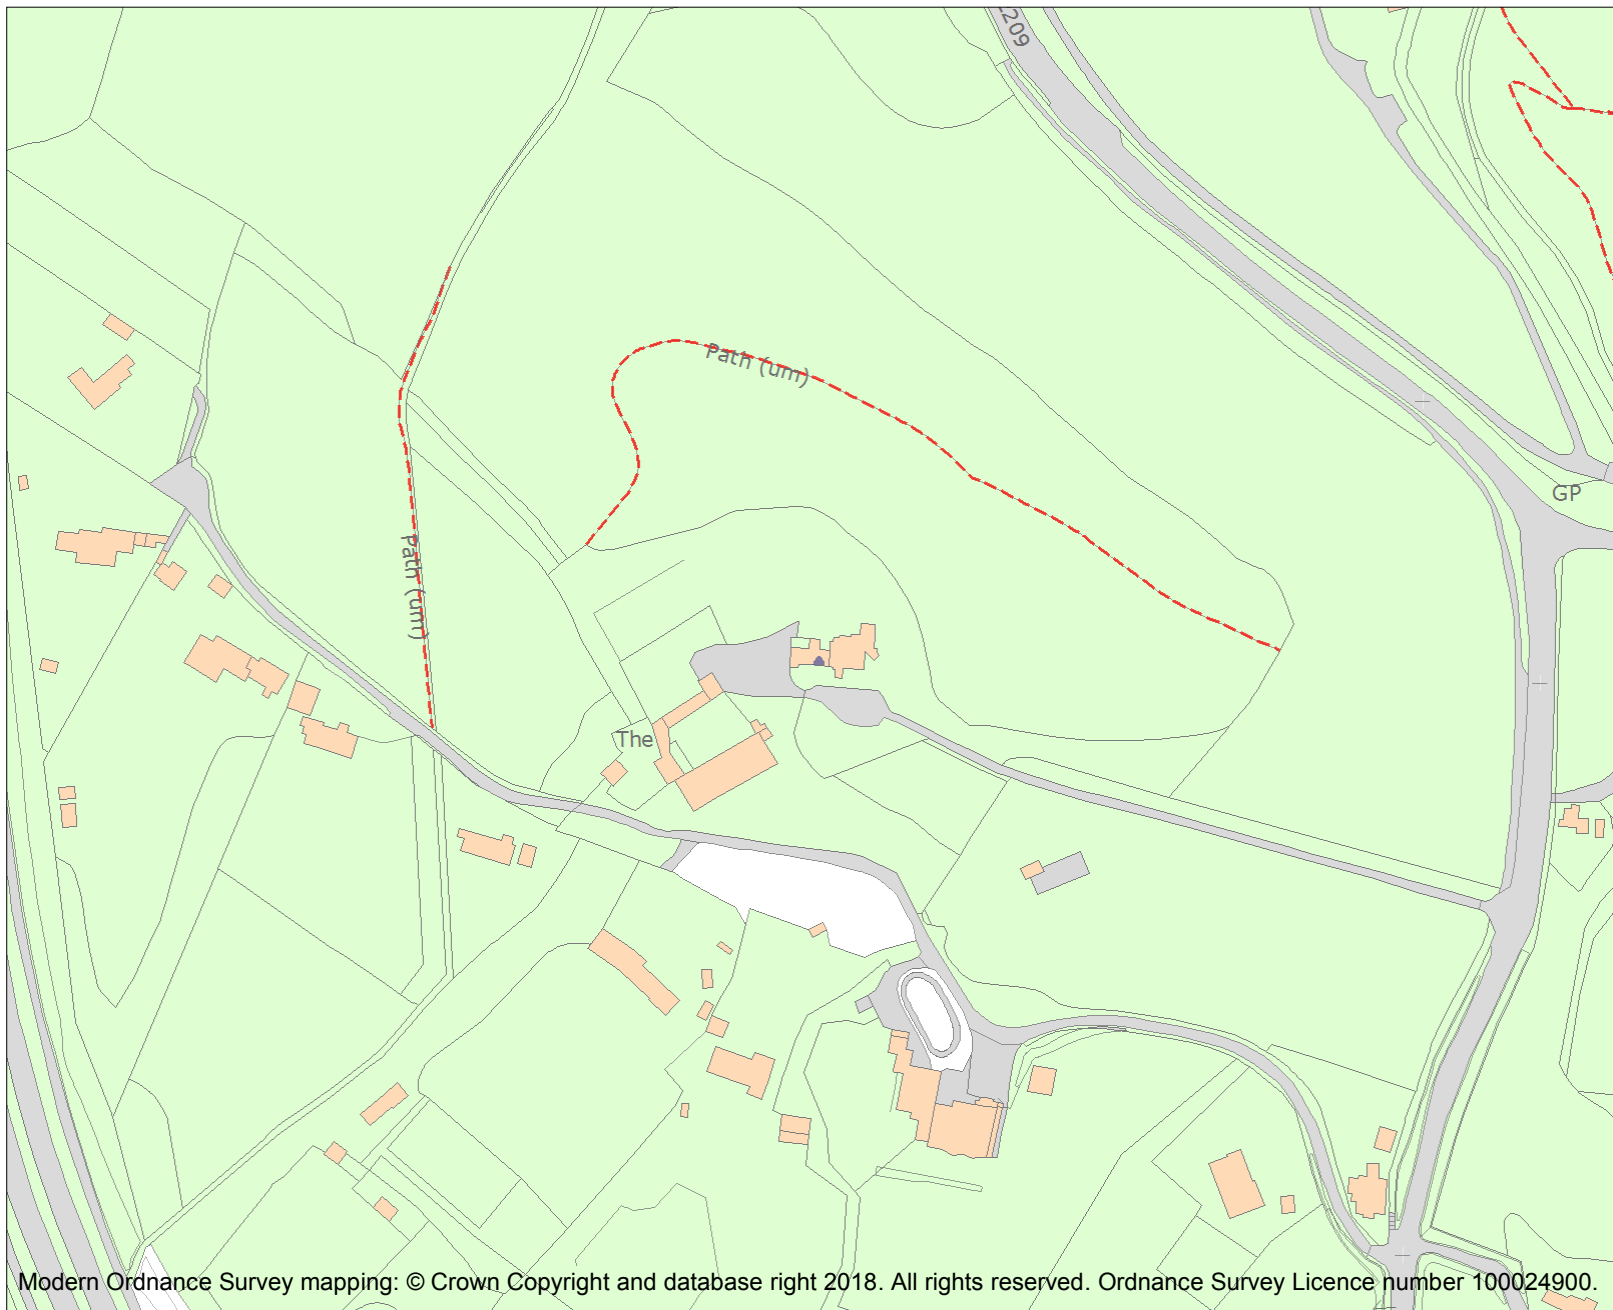 209
Path (um)
GP
Path (um)
The
Modern Ordnance Survey mapping: © Crown Copyright and database right 2018. All rights reserved. Ordnance Survey Licence number 100024900.